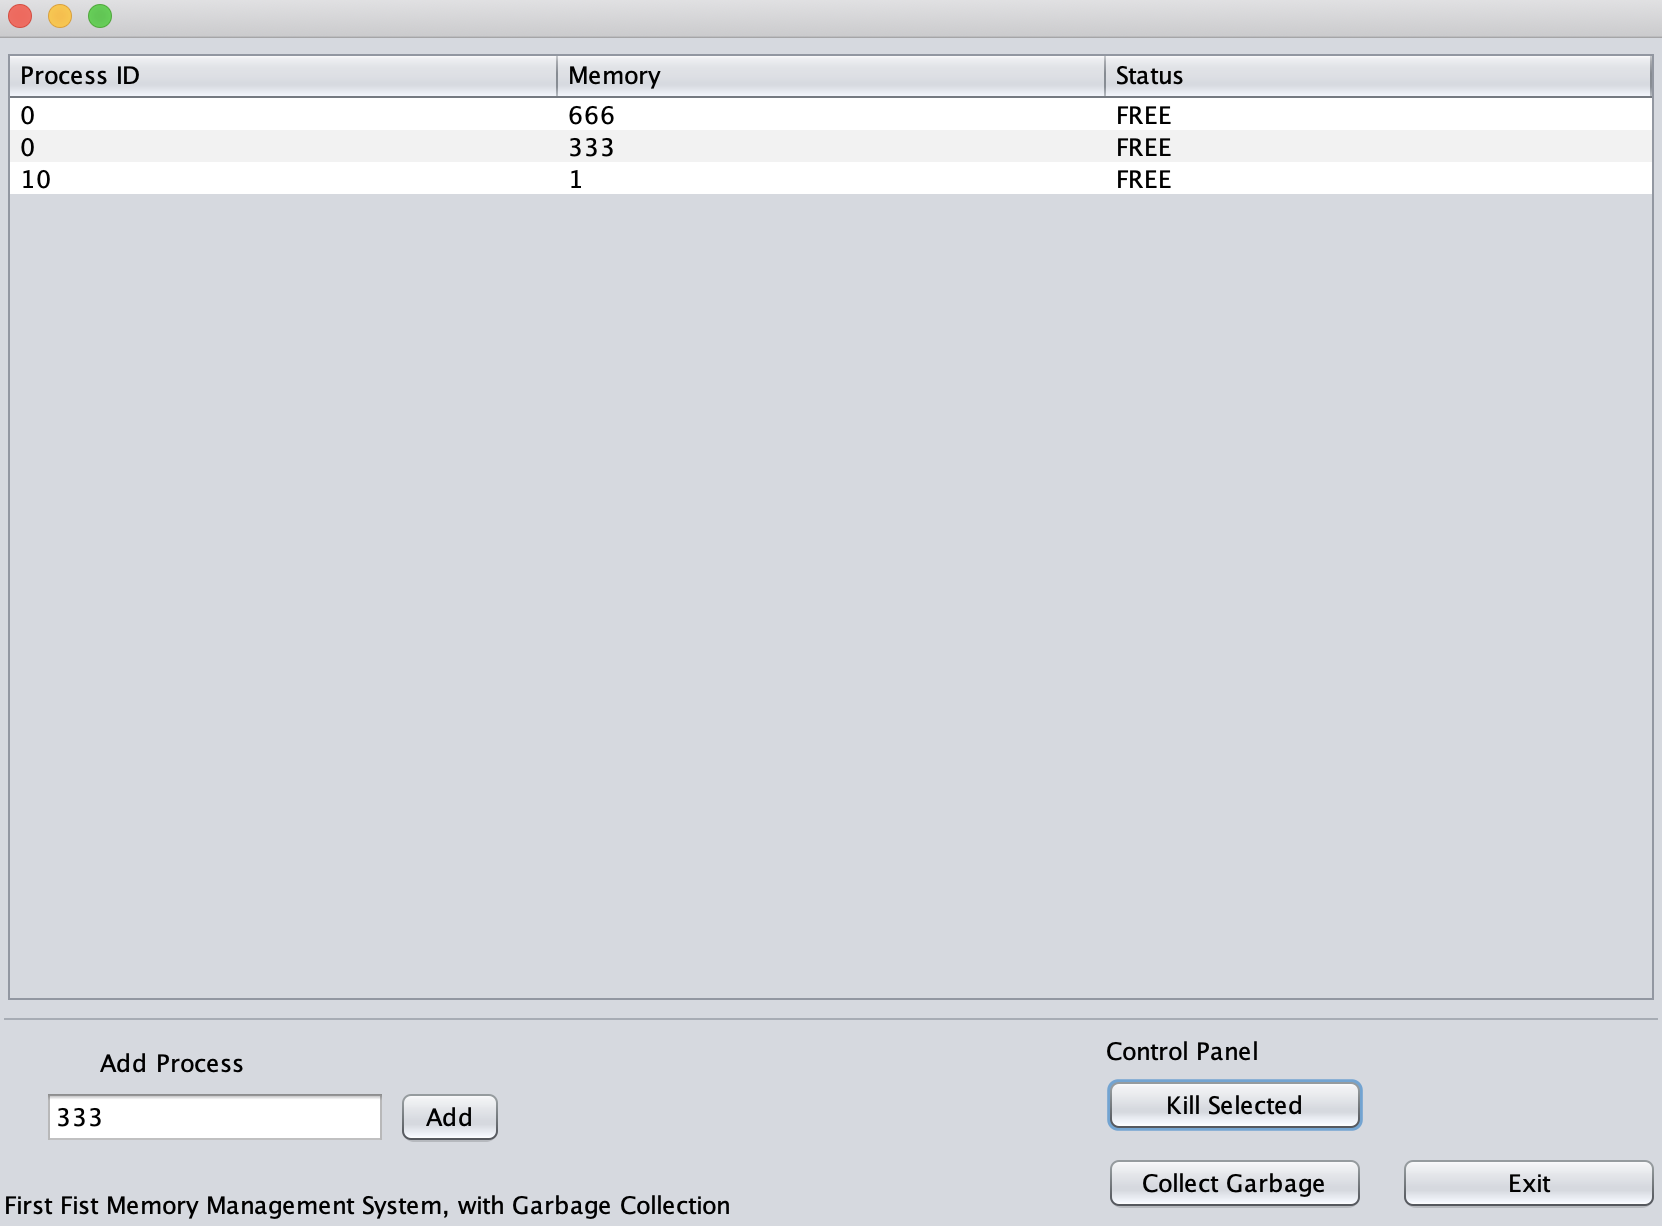 Process ID Memory Status
0 666 FREE
0 333 FREE
10 1 FREE
Add Process
333 Add
Control Panel
Kill Selected
Collect Garbage Exit
First Fist Memory Management System, with Garbage Collection